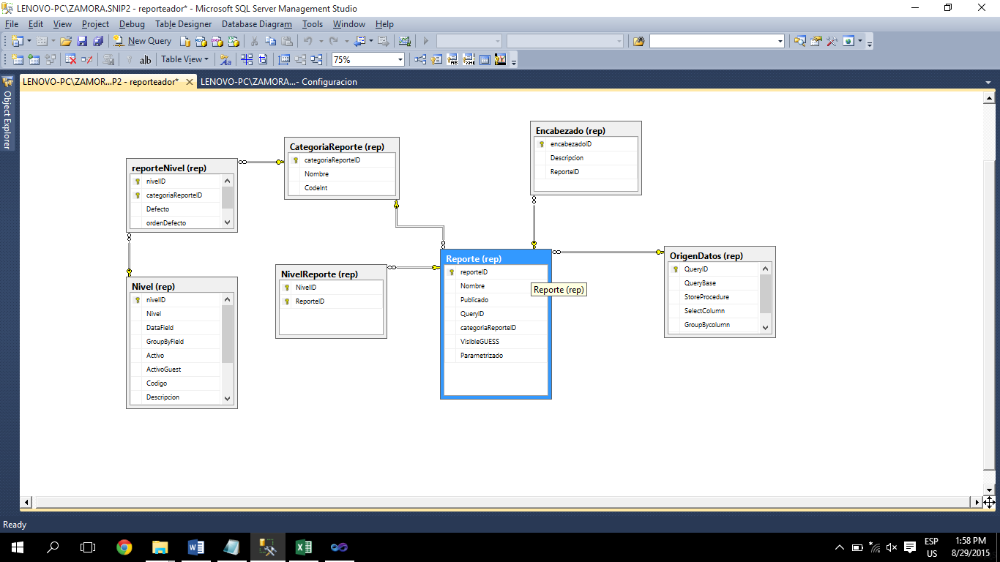 LENOVO-PC\ZAMORA.SNIP2 - reporteador* - Microsoft SQL Server Management Studio
File Edit View Project Debug Table Designer Database Diagram Tools Window Help
New Query
ab| Table View 75%
LENOVO-PC\ZAMOR...P2 - reporteador* LENOVO-PC\ZAMORA...- Configuracion
Object Explorer
reporteNivel (rep)
nivelID
categoriaReporteID
Defecto
ordenDefecto
CategoriaReporte (rep)
categoriaReporteID
Nombre
CodeInt
Encabezado (rep)
encabezadoID
Descripcion
ReporteID
Nivel (rep)
nivelID
Nivel
DataField
GroupByField
Activo
ActivoGuest
Codigo
Descripcion
NivelReporte (rep)
NivelID
ReporteID
Reporte (rep)
reporteID
Nombre
Publicado
QueryID
categoriaReporteID
VisibleGUESS
Parametrizado
Reporte (rep)
OrigenDatos (rep)
QueryID
QueryBase
StoreProcedure
SelectColumn
GroupBycolumn
Ready
ESP
US
1:58 PM
8/29/2015